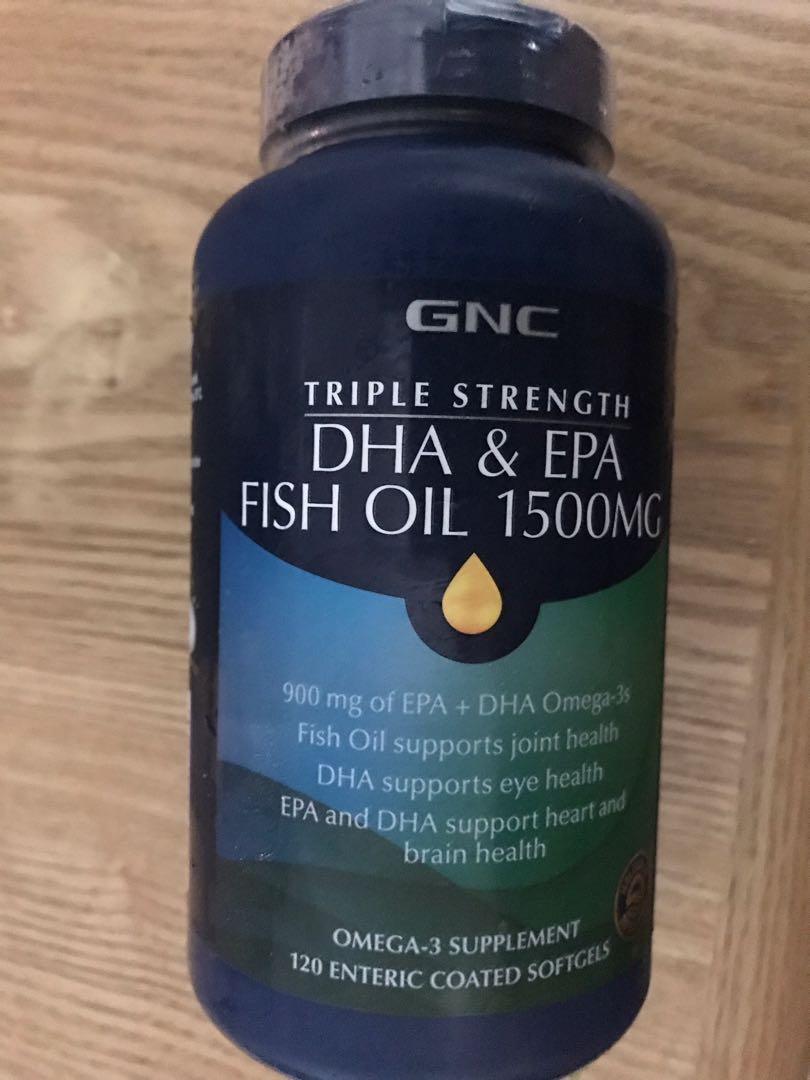 GNC
TRIPLE STRENGTH
DHA & EPA
FISH OIL 1500MG
900 mg of EPA + DHA Omega-3s
Fish Oil supports joint health
DHA supports eye health
EPA and DHA support heart and
brain health
OMEGA-3 SUPPLEMENT
120 ENTERIC COATED SOFTGELS